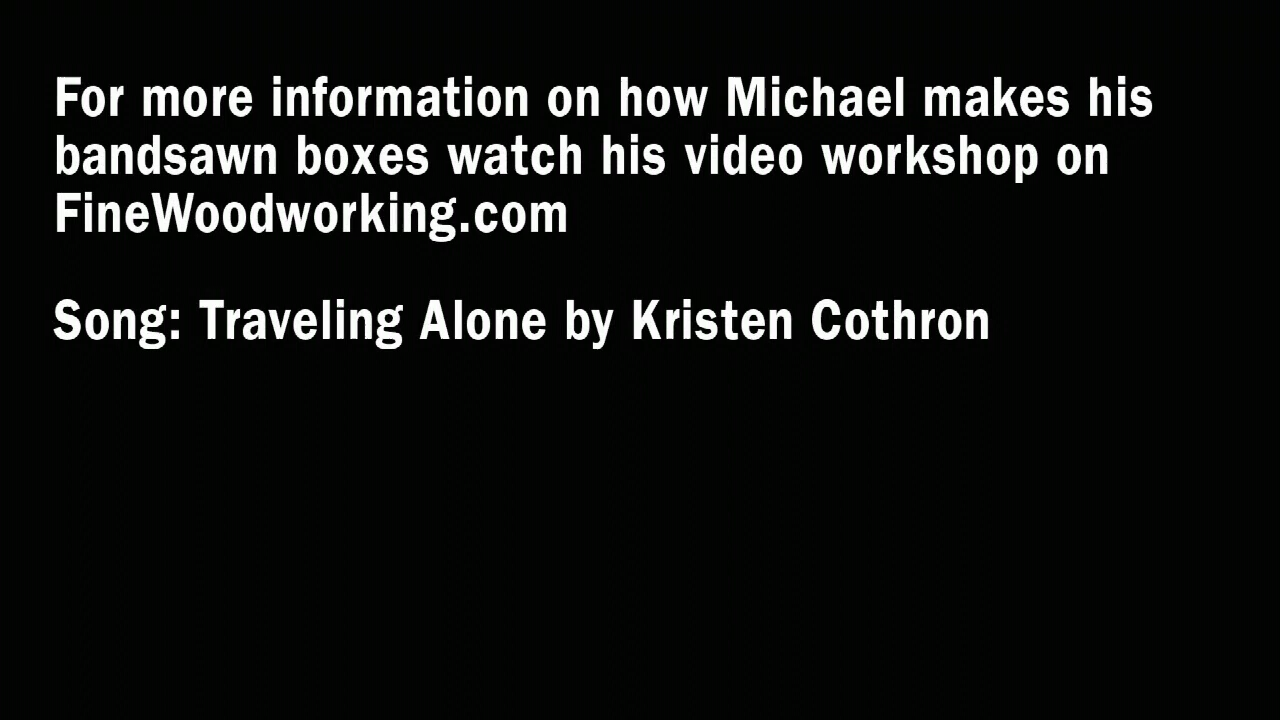 For more information on how Michael makes his
bandsawn boxes watch his video workshop on
FineWoodworking.com
Song: Traveling Alone by Kristen Cothron